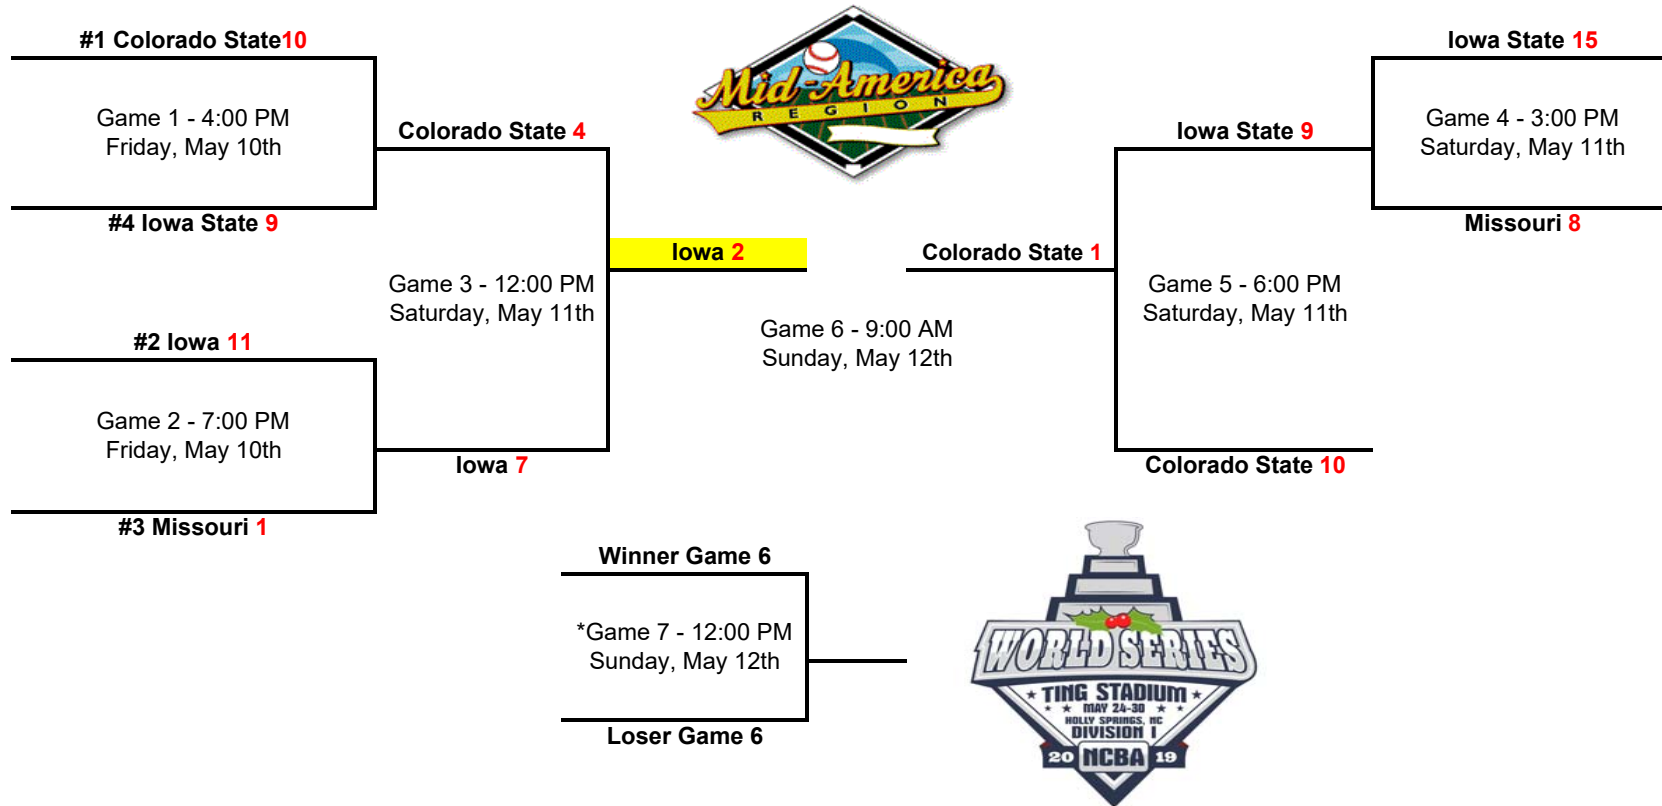 #1 Colorado State10
Game 1 - 4:00 PM
Friday, May 10th
#4 Iowa State 9
Colorado State 4
Game 3 - 12:00 PM
Saturday, May 11th
#2 Iowa 11
Game 2 - 7:00 PM
Friday, May 10th
#3 Missouri 1
Iowa 7
Iowa 2
Mid-America
REGION
Colorado State 1
Game 6 - 9:00 AM
Sunday, May 12th
Iowa State 15
Game 4 - 3:00 PM
Saturday, May 11th
Missouri 8
Iowa State 9
Game 5 - 6:00 PM
Saturday, May 11th
Colorado State 10
Winner Game 6
*Game 7 - 12:00 PM
Sunday, May 12th
Loser Game 6
WORLD SERIES
TING STADIUM
MAY 24-30
HOLLY SPRINGS, NC
DIVISION I
20 NCBA 19